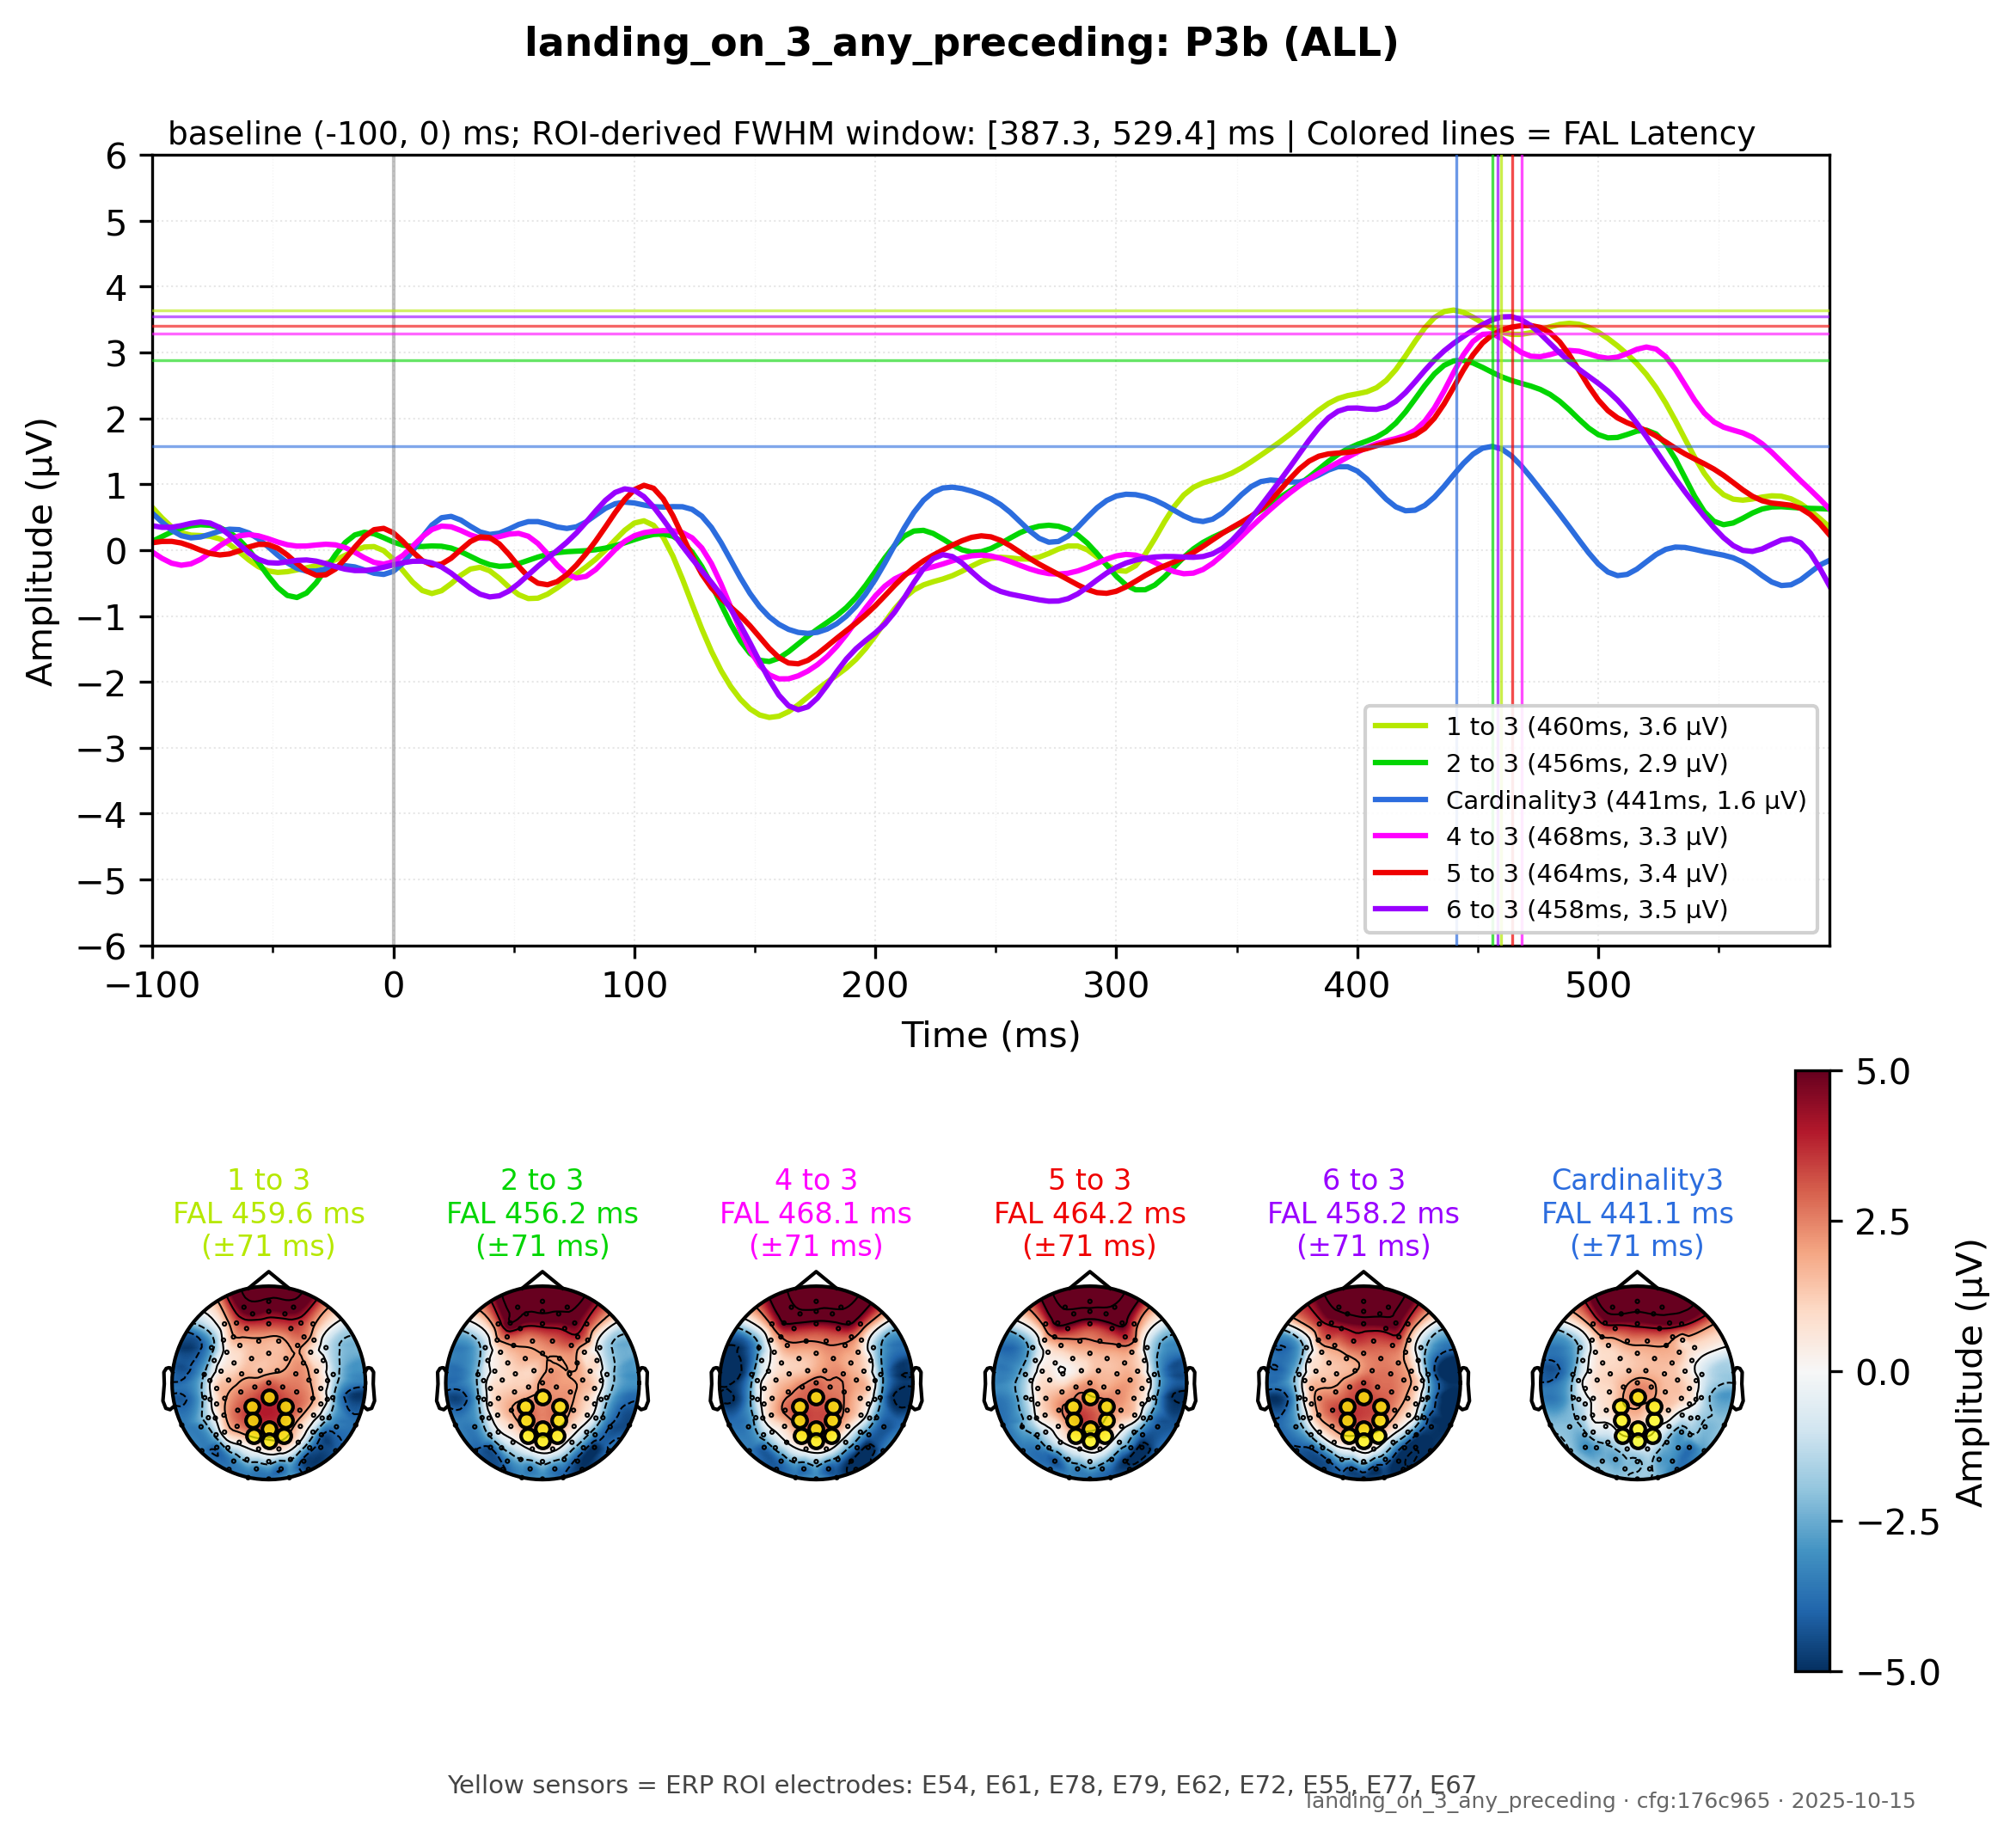 landing_on_3_any_preceding: P3b (ALL)
baseline (-100, 0) ms; ROI-derived FWHM window: [387.3, 529.4] ms | Colored lines = FAL Latency
Amplitude (µV)
6
5
4
3
2
1
0
−1
−2
−3
−4
−5
−6
1 to 3 (460ms, 3.6 µV)
2 to 3 (456ms, 2.9 µV)
Cardinality3 (441ms, 1.6 µV)
4 to 3 (468ms, 3.3 µV)
5 to 3 (464ms, 3.4 µV)
6 to 3 (458ms, 3.5 µV)
−100 0 100 200 300 400 500
Time (ms)
1 to 3
FAL 459.6 ms
(±71 ms)
2 to 3
FAL 456.2 ms
(±71 ms)
4 to 3
FAL 468.1 ms
(±71 ms)
5 to 3
FAL 464.2 ms
(±71 ms)
6 to 3
FAL 458.2 ms
(±71 ms)
Cardinality3
FAL 441.1 ms
(±71 ms)
5.0
2.5
0.0
−2.5
−5.0
Amplitude (µV)
Yellow sensors = ERP ROI electrodes: E54, E61, E78, E79, E62, E72, E55, E77, E67
landing_on_3_any_preceding · cfg:176c965 · 2025-10-15